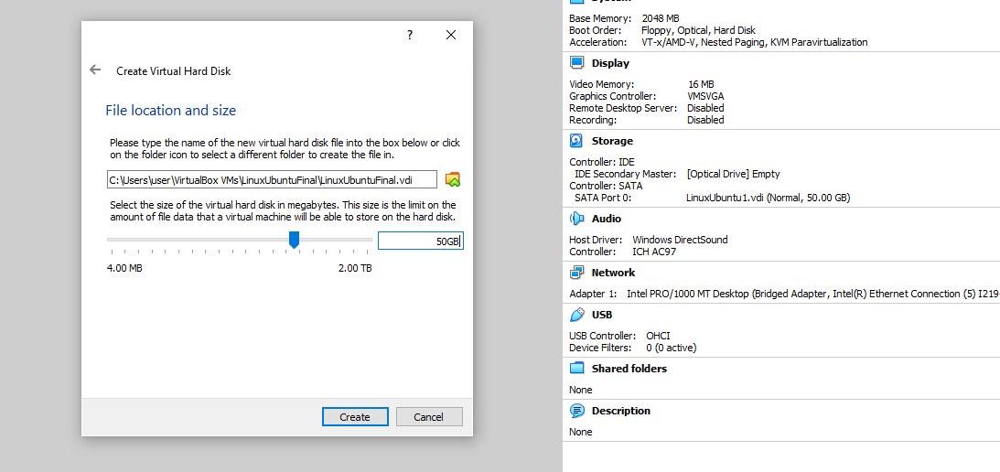 ?
Create Virtual Hard Disk
File location and size
Please type the name of the new virtual hard disk file into the box below or click
on the folder icon to select a different folder to create the file in.
C:\Users\user\VirtualBox VMs\LinuxUbuntuFinal\LinuxUbuntuFinal.vdi
Select the size of the virtual hard disk in megabytes. This size is the limit on the
amount of file data that a virtual machine will be able to store on the hard disk.
50GB
4.00 MB 2.00 TB
Create Cancel
System
Base Memory: 2048 MB
Boot Order: Floppy, Optical, Hard Disk
Acceleration: VT-x/AMD-V, Nested Paging, KVM Paravirtualization
Display
Video Memory: 16 MB
Graphics Controller: VMSVGA
Remote Desktop Server: Disabled
Recording: Disabled
Storage
Controller: IDE
IDE Secondary Master: [Optical Drive] Empty
Controller: SATA
SATA Port 0: LinuxUbuntu1.vdi (Normal, 50.00 GB)
Audio
Host Driver: Windows DirectSound
Controller: ICH AC97
Network
Adapter 1: Intel PRO/1000 MT Desktop (Bridged Adapter, Intel(R) Ethernet Connection (5) I219-
USB
USB Controller: OHCI
Device Filters: 0 (0 active)
Shared folders
None
Description
None